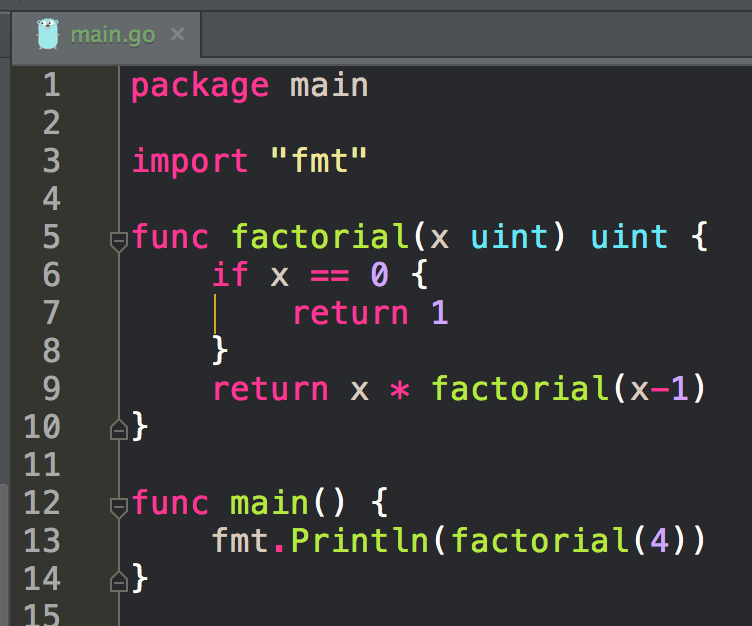 main.go ×
1 package main
2
3 import "fmt"
4
5 func factorial(x uint) uint {
6     if x == 0 {
7         return 1
8     }
9     return x * factorial(x-1)
10 }
11
12 func main() {
13     fmt.Println(factorial(4))
14 }
15